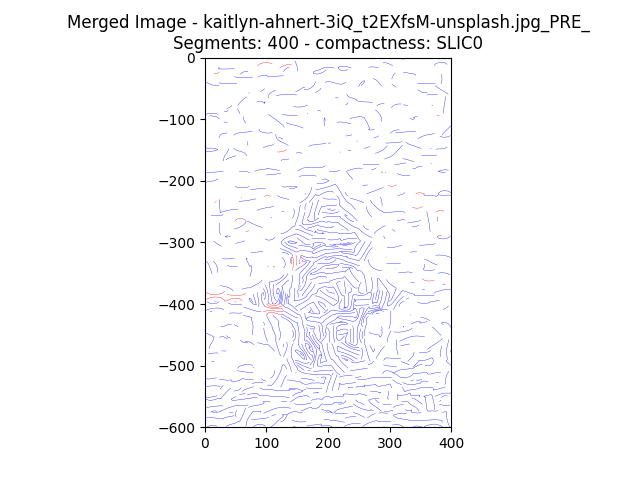 Merged Image - kaitlyn-ahnert-3iQ_t2EXfsM-unsplash.jpg_PRE_
Segments: 400 - compactness: SLIC0
0
−100
−200
−300
−400
−500
−600
0 100 200 300 400